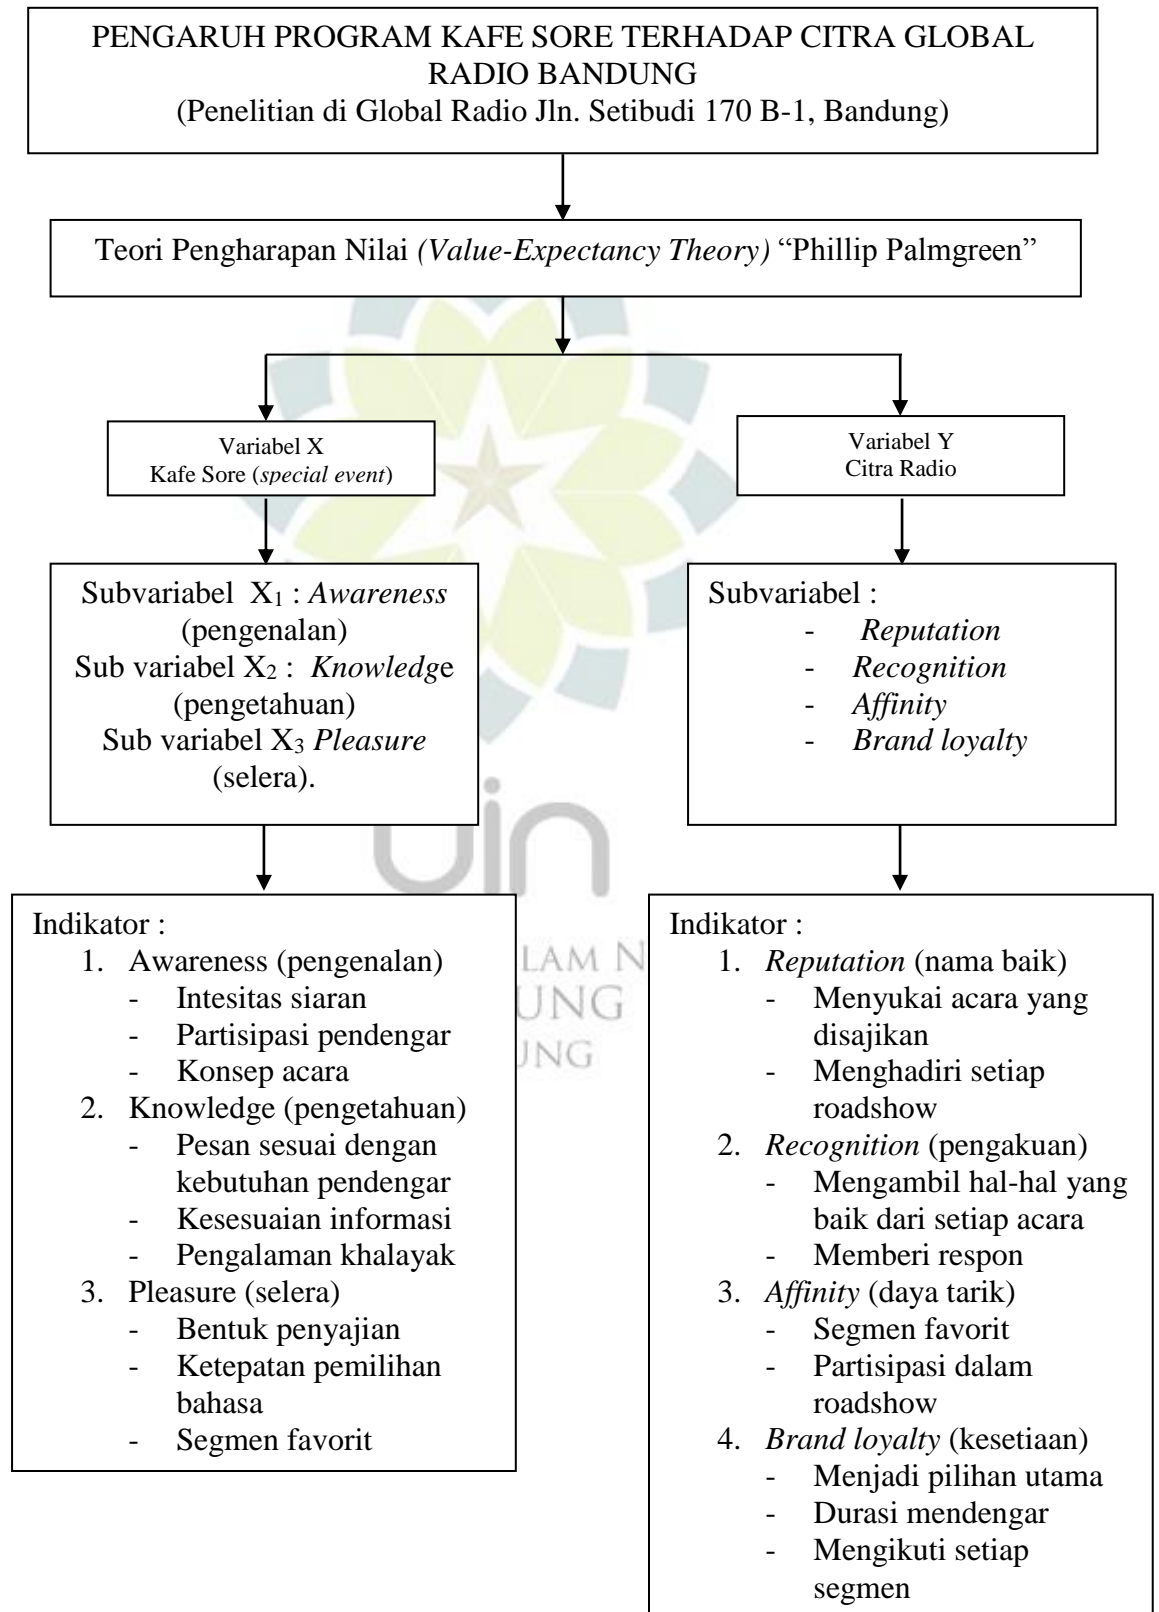 PENGARUH PROGRAM KAFE SORE TERHADAP CITRA GLOBAL
RADIO BANDUNG
(Penelitian di Global Radio Jln. Setibudi 170 B-1, Bandung)
Teori Pengharapan Nilai (Value-Expectancy Theory) “Phillip Palmgreen”
Variabel X
Kafe Sore (special event)
Variabel Y
Citra Radio
Subvariabel X₁ : Awareness
(pengenalan)
Sub variabel X₂ : Knowledge
(pengetahuan)
Sub variabel X₃ Pleasure
(selera).
Subvariabel :
- Reputation
- Recognition
- Affinity
- Brand loyalty
Indikator :
1. Awareness (pengenalan)
- Intesitas siaran
- Partisipasi pendengar
- Konsep acara
2. Knowledge (pengetahuan)
- Pesan sesuai dengan
kebutuhan pendengar
- Kesesuaian informasi
- Pengalaman khalayak
3. Pleasure (selera)
- Bentuk penyajian
- Ketepatan pemilihan
bahasa
- Segmen favorit
Indikator :
1. Reputation (nama baik)
- Menyukai acara yang
disajikan
- Menghadiri setiap
roadshow
2. Recognition (pengakuan)
- Mengambil hal-hal yang
baik dari setiap acara
- Memberi respon
3. Affinity (daya tarik)
- Segmen favorit
- Partisipasi dalam
roadshow
4. Brand loyalty (kesetiaan)
- Menjadi pilihan utama
- Durasi mendengar
- Mengikuti setiap
segmen
uin
LAM N
UNG